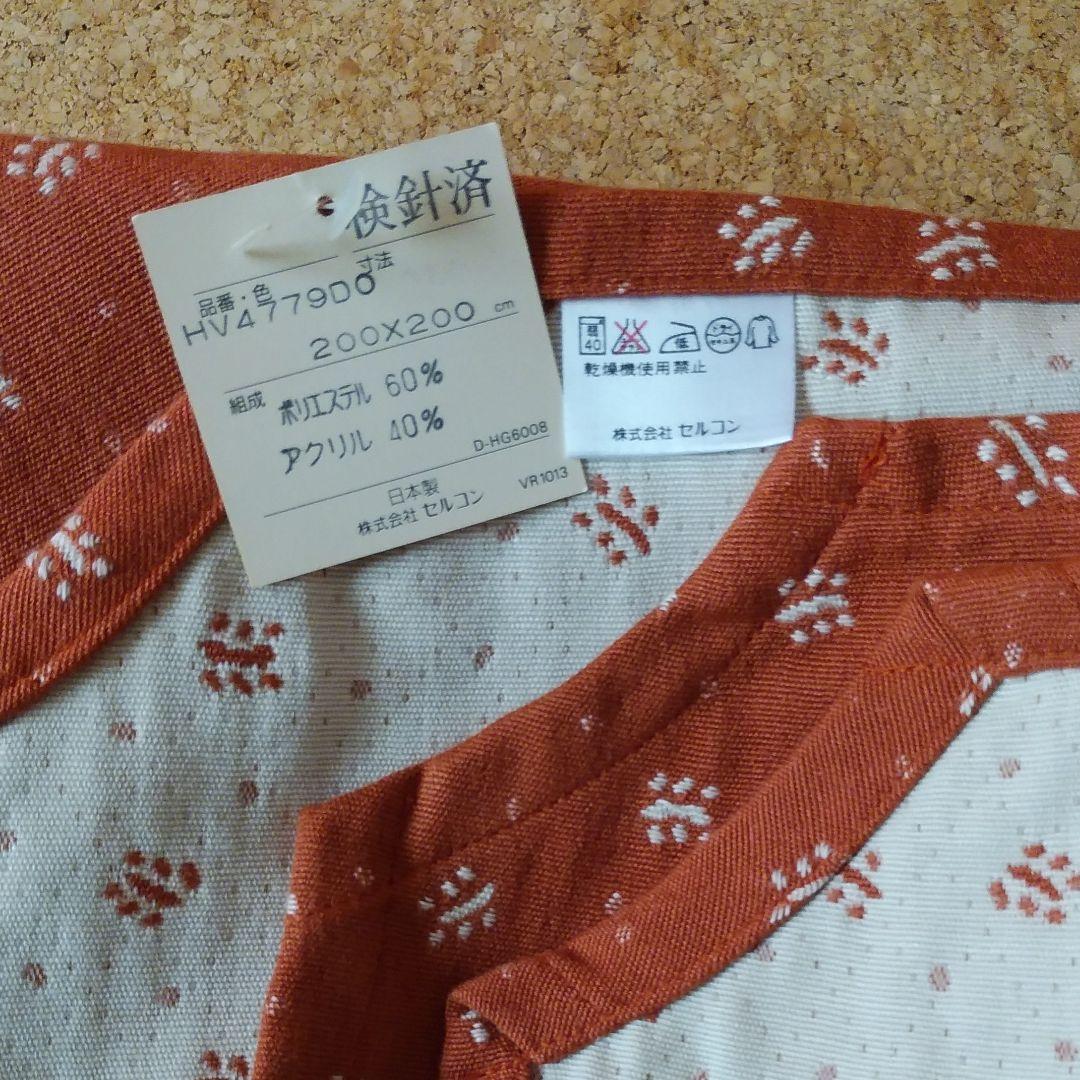 検針済
品番・色
寸法
HV4779DO
200X200 cm
組成
ポリエステル 60%
アクリル 40%
D-HG6008
日本製
株式会社 セルコン
VR1013
弱
40
低
乾燥機使用禁止
株式会社 セルコン